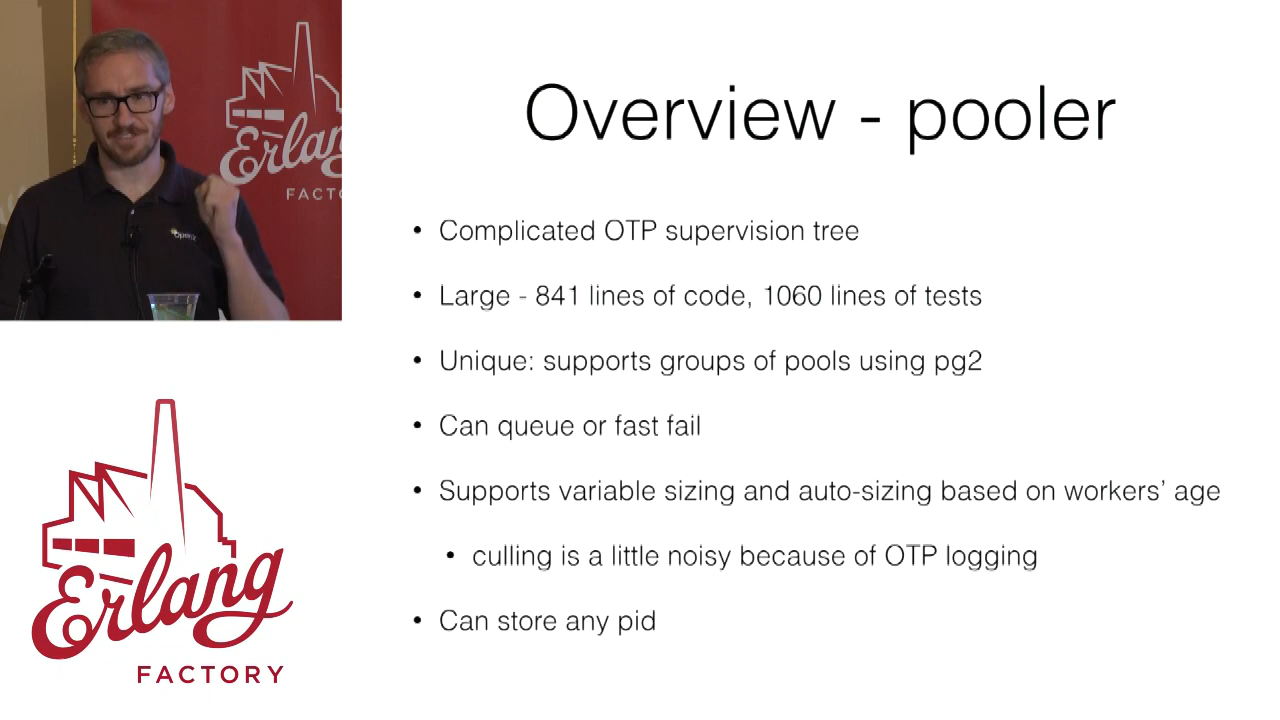 Erlang
FACTORY
Overview - pooler
• Complicated OTP supervision tree
• Large - 841 lines of code, 1060 lines of tests
• Unique: supports groups of pools using pg2
• Can queue or fast fail
• Supports variable sizing and auto-sizing based on workers’ age
• culling is a little noisy because of OTP logging
• Can store any pid